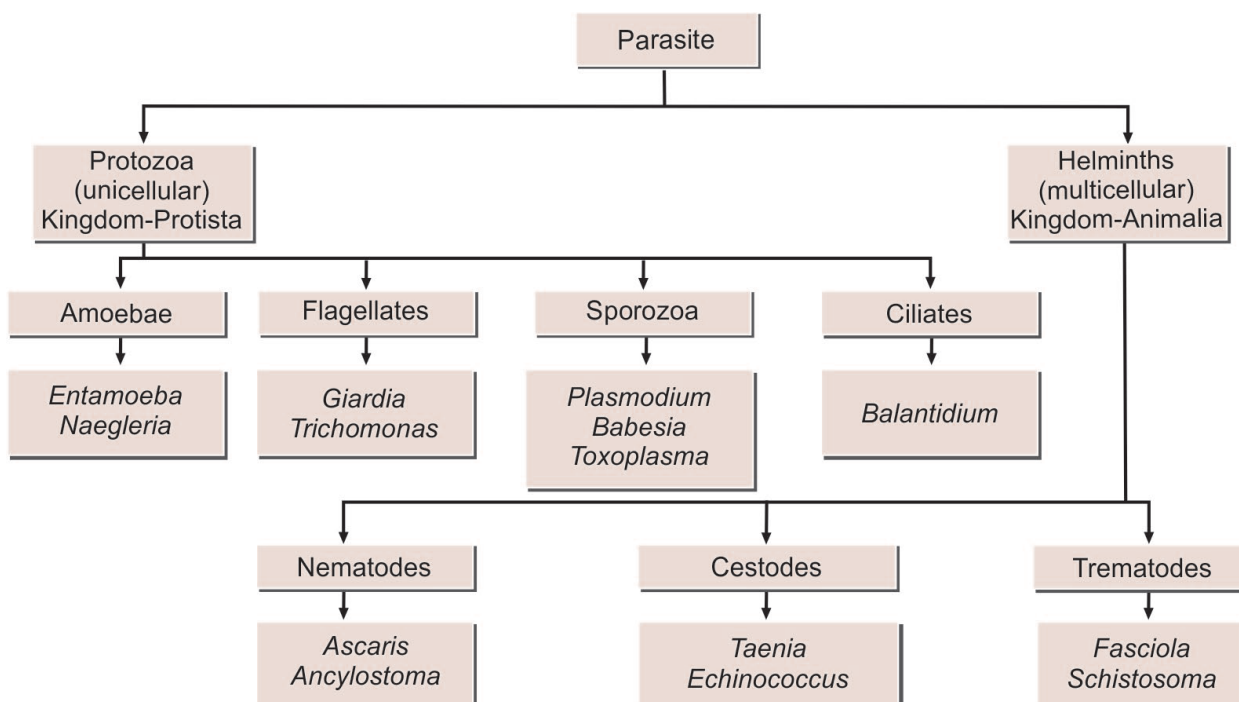 Parasite
Protozoa
(unicellular)
Kingdom-Protista
Helminths
(multicellular)
Kingdom-Animalia
Amoebae
Flagellates
Sporozoa
Ciliates
Entamoeba
Naegleria
Giardia
Trichomonas
Plasmodium
Babesia
Toxoplasma
Balantidium
Nematodes
Cestodes
Trematodes
Ascaris
Ancylostoma
Taenia
Echinococcus
Fasciola
Schistosoma